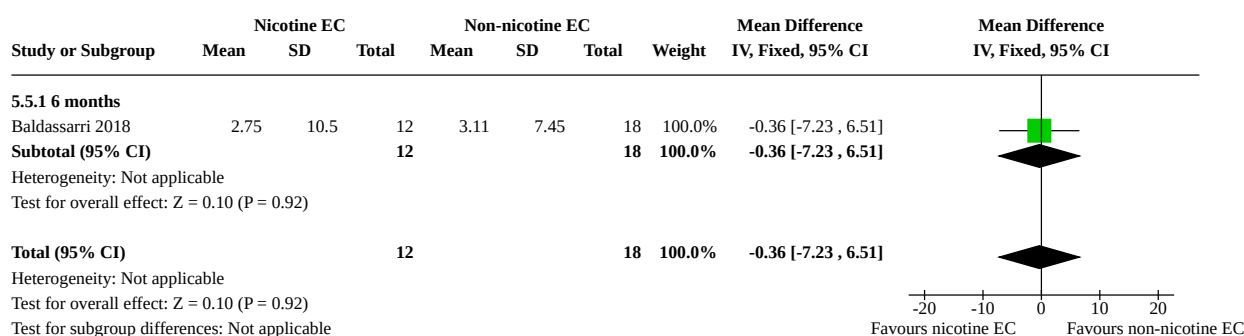 Nicotine EC Non-nicotine EC Mean Difference Mean Difference
Study or Subgroup Mean SD Total Mean SD Total Weight IV, Fixed, 95% CI IV, Fixed, 95% CI
5.5.1 6 months
Baldassarri 2018 2.75 10.5 12 3.11 7.45 18 100.0% -0.36 [-7.23 , 6.51]
Subtotal (95% CI) 12 18 100.0% -0.36 [-7.23 , 6.51]
Heterogeneity: Not applicable
Test for overall effect: Z = 0.10 (P = 0.92)
Total (95% CI) 12 18 100.0% -0.36 [-7.23 , 6.51]
Heterogeneity: Not applicable
Test for overall effect: Z = 0.10 (P = 0.92) -20 -10 0 10 20
Test for subgroup differences: Not applicable Favours nicotine EC Favours non-nicotine EC